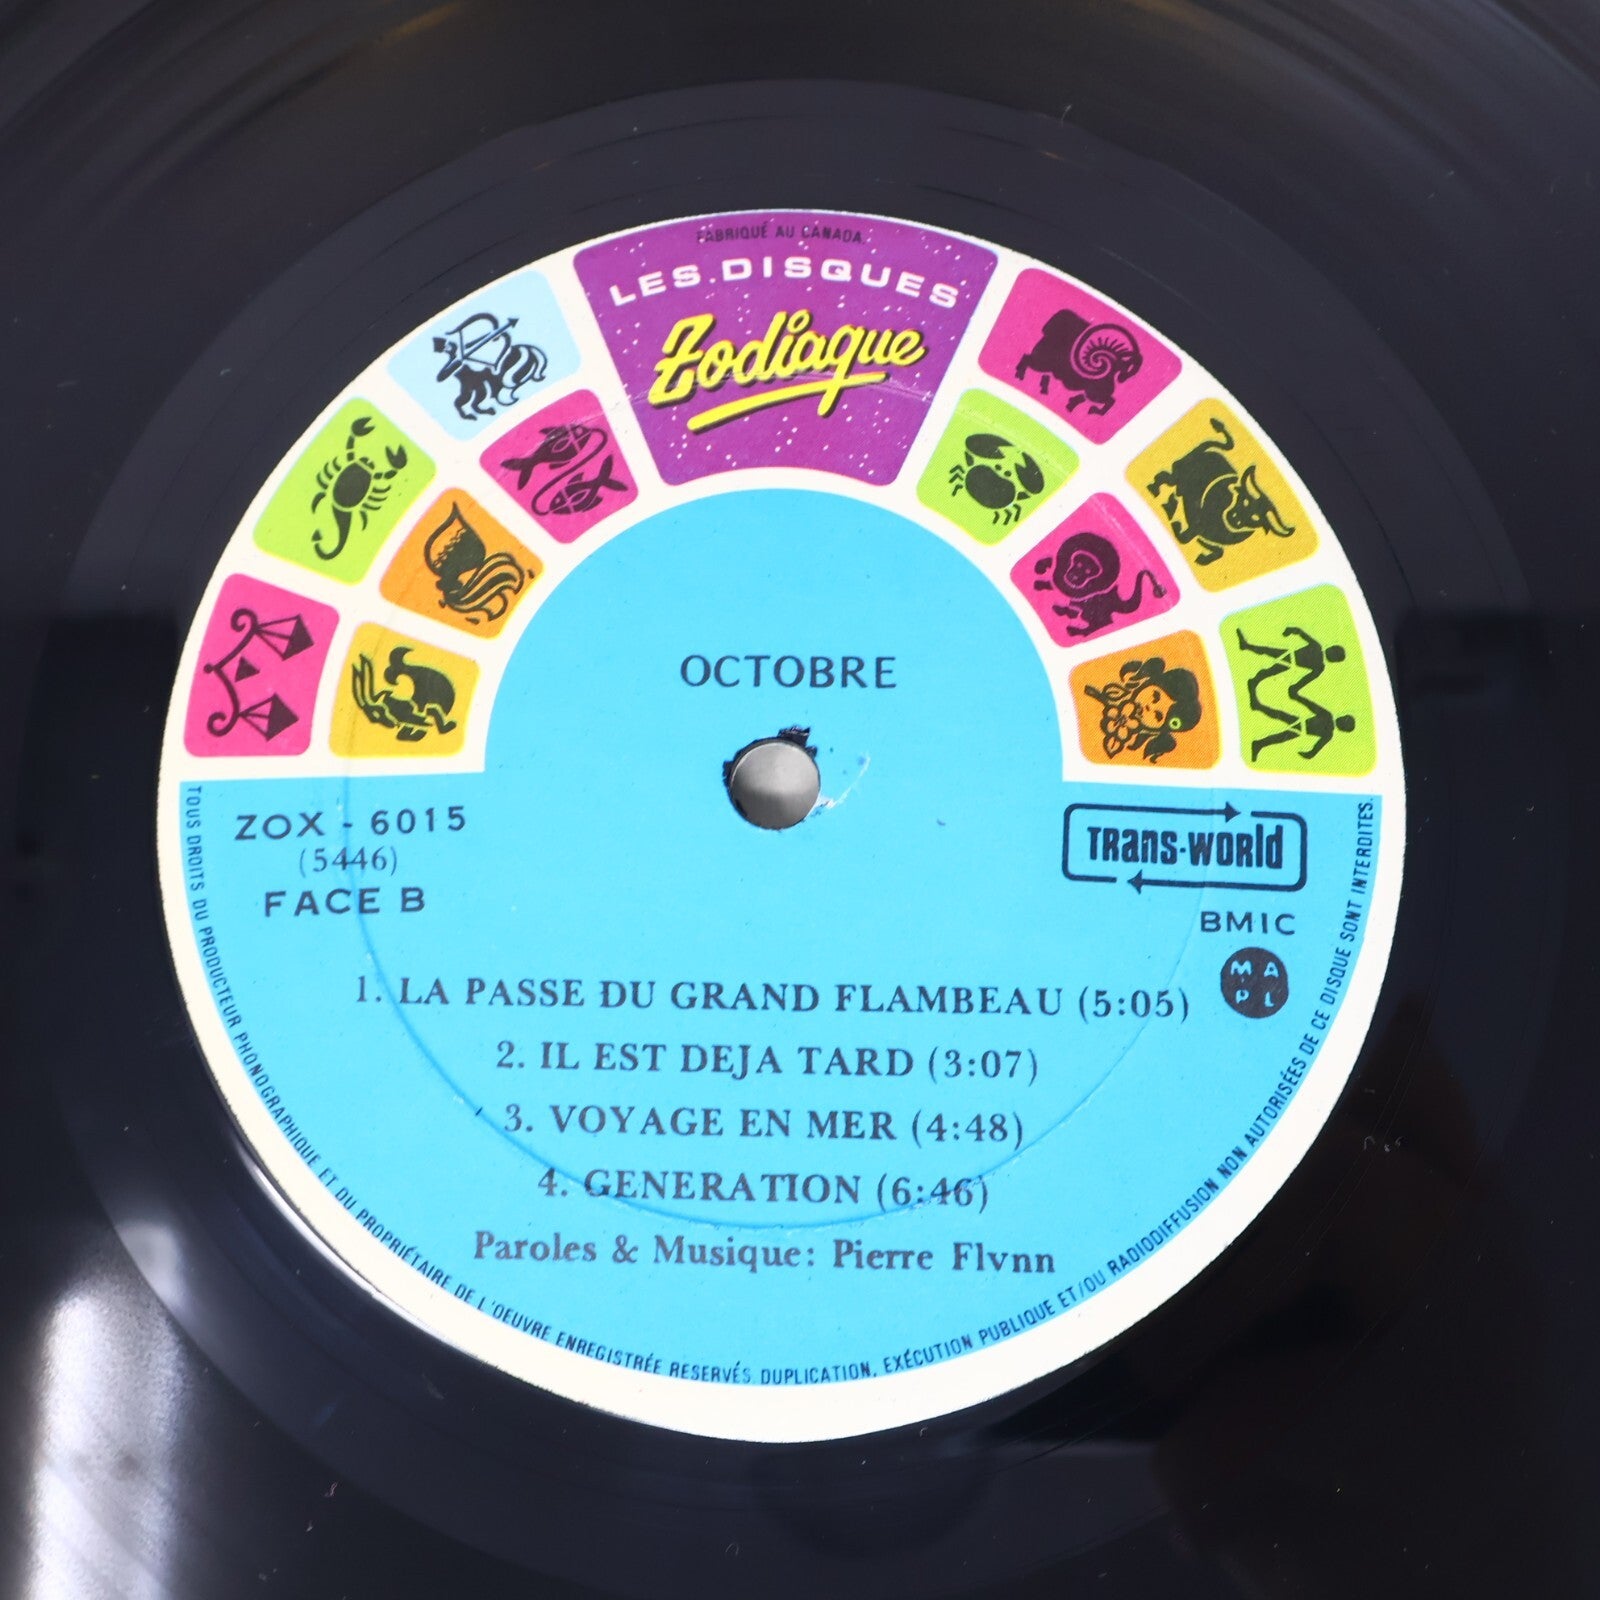 FABRIQUÉ AU CANADA.
LES DISQUES
Zodiaque
OCTOBRE
ZOX - 6015
(5446)
FACE B
TRANS-WORLD
BMIC
M A
P L
1. LA PASSE DU GRAND FLAMBEAU (5:05)
2. IL EST DEJA TARD (3:07)
3. VOYAGE EN MER (4:48)
4. GENERATION (6:46)
Paroles & Musique: Pierre Flynn
TOUS DROITS DU PRODUCTEUR PHONOGRAPHIQUE ET DU PROPRIÉTAIRE DE L'OEUVRE ENREGISTRÉE RESERVÉS. DUPLICATION, EXÉCUTION PUBLIQUE ET/OU RADIODIFFUSION NON AUTORISÉES DE CE DISQUE SONT INTERDITES.